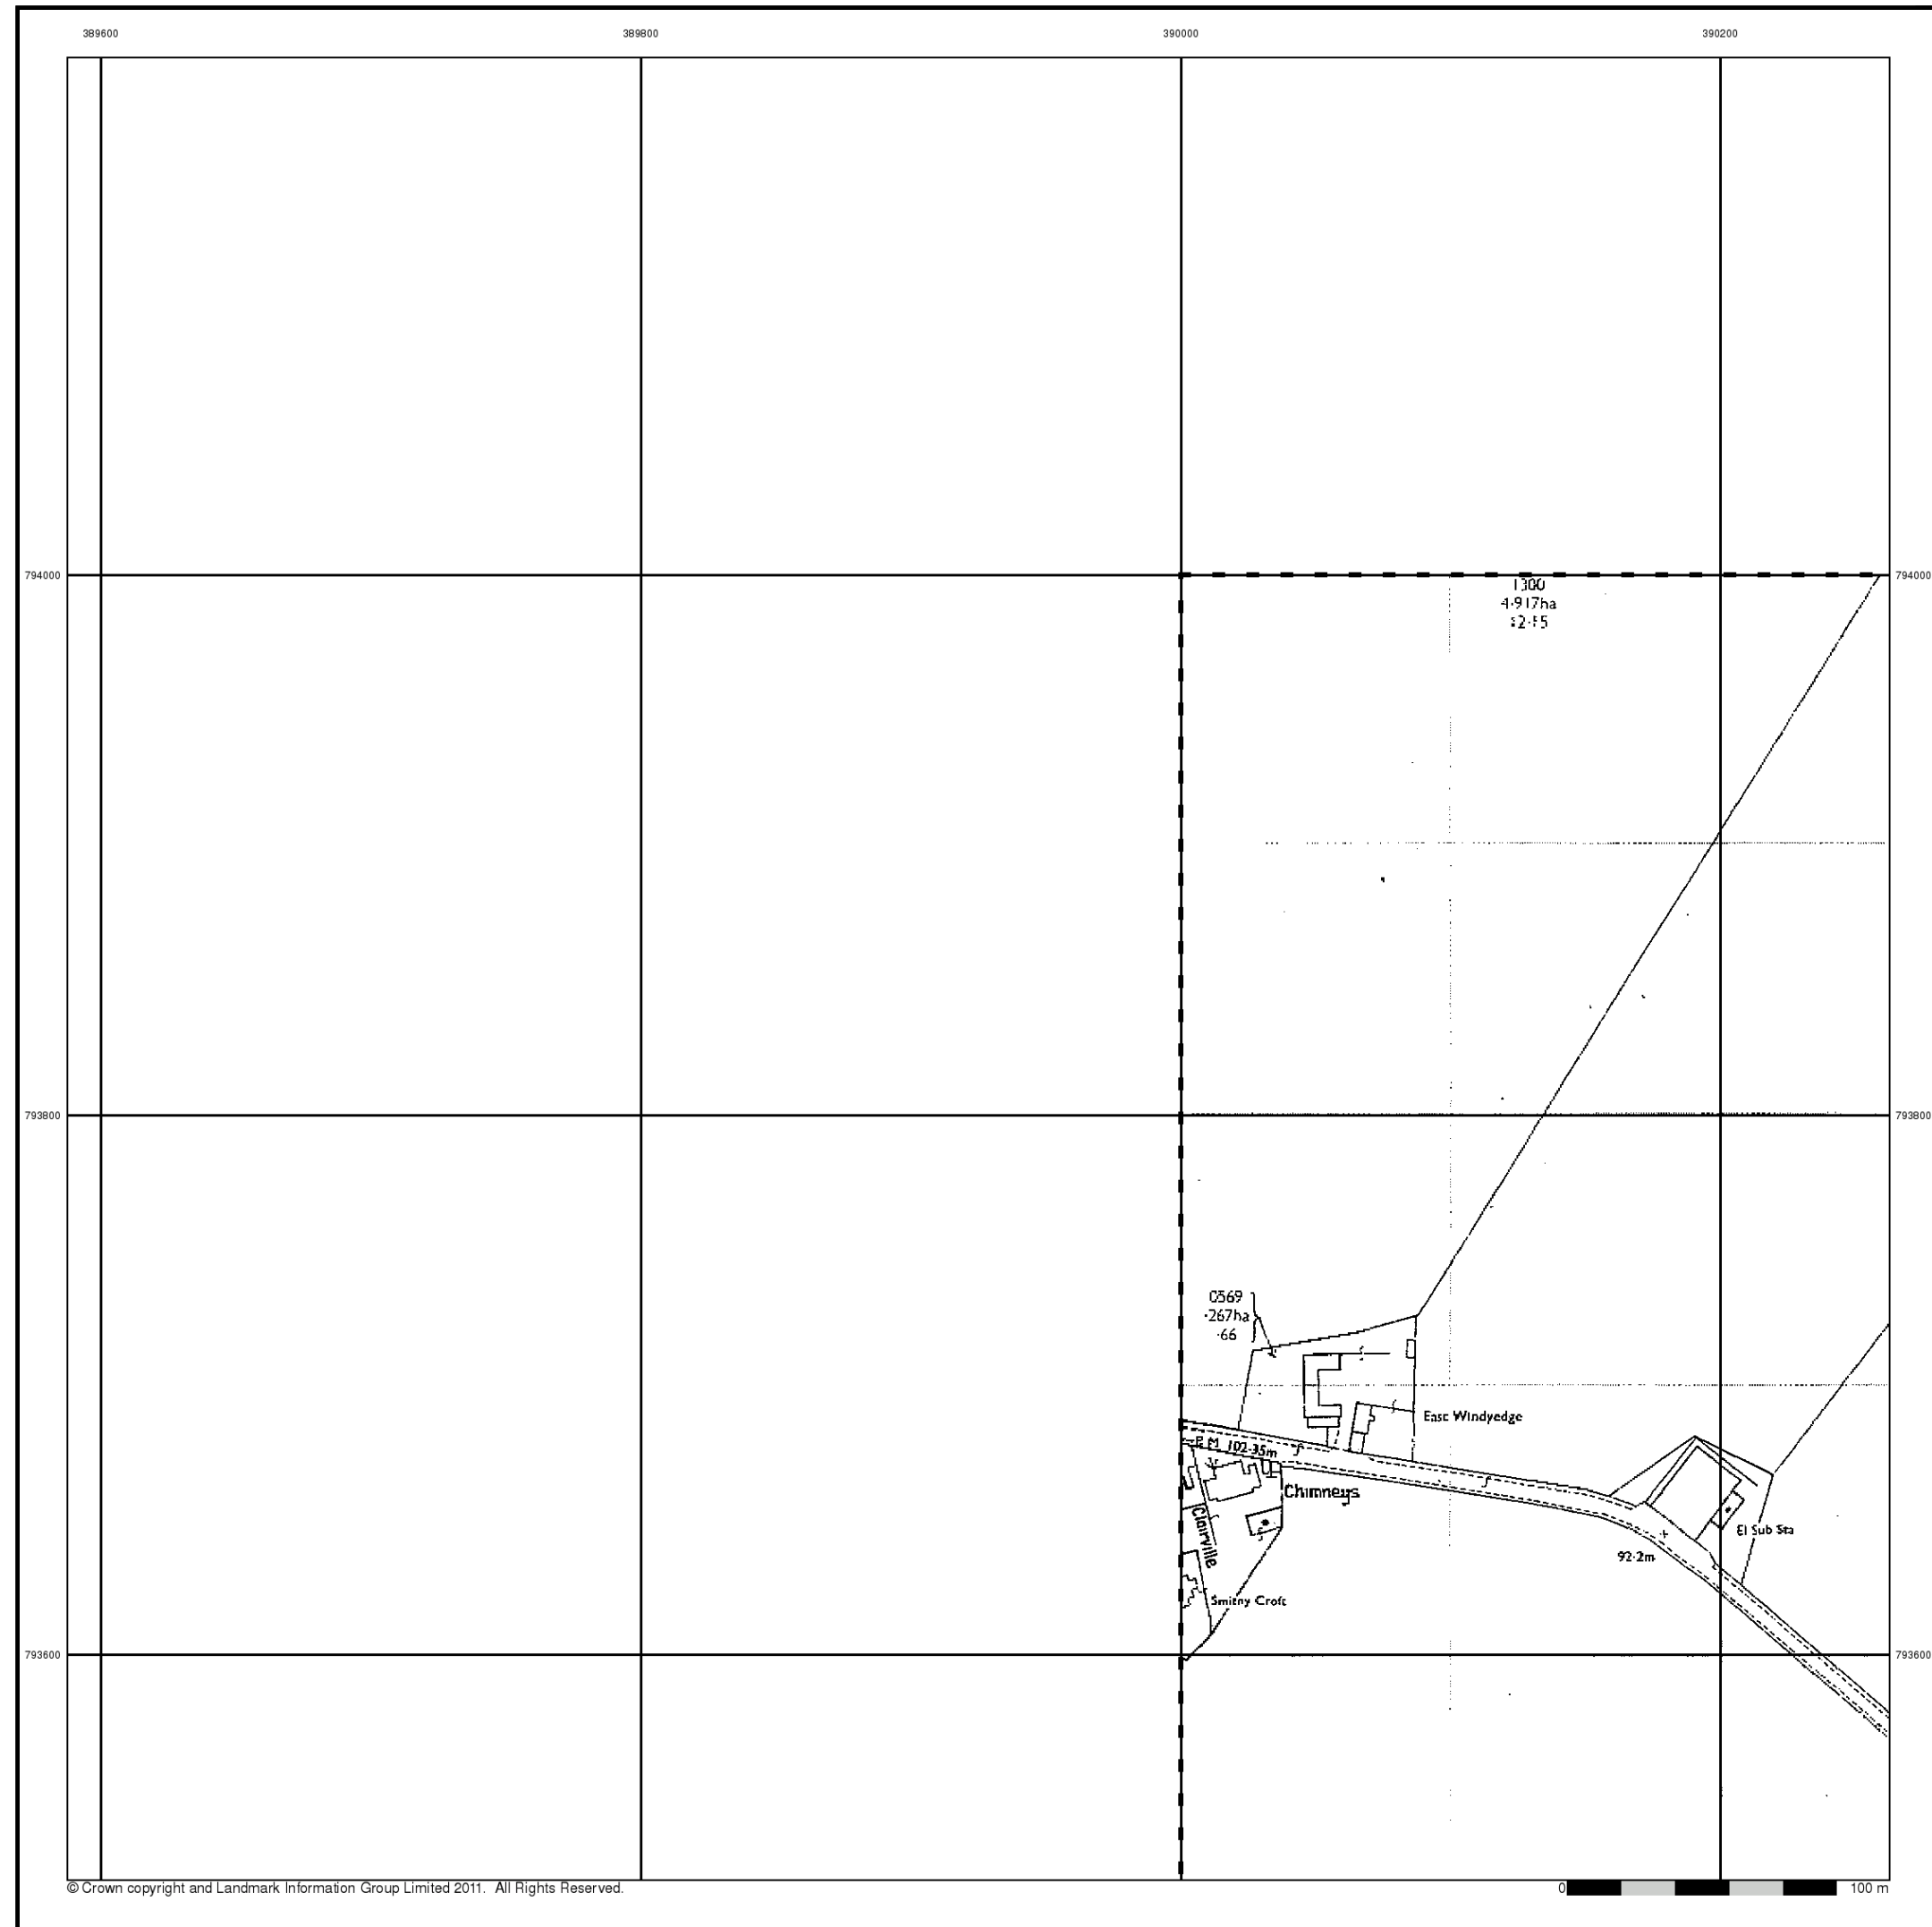 389600 389800 390000 390200
794000 794000
1300
4·917ha
793800 793800
0569
·267ha
·66
East Windyedge
102·35m
Chimneys
Clairville
El Sub Sta
92·2m
Smithy Croft
793600 793600
© Crown copyright and Landmark Information Group Limited 2011. All Rights Reserved.
0 100 m